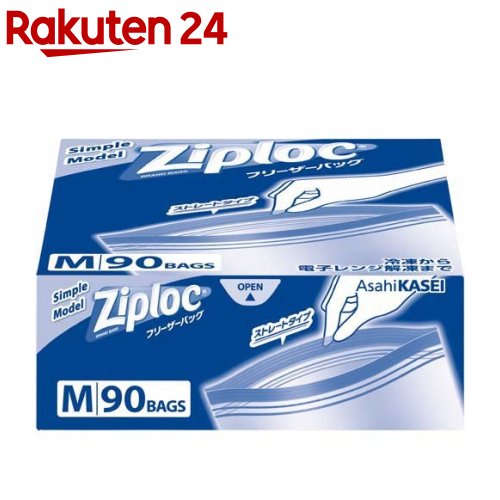 Rakuten 24
Simple
Model
Ziploc
BRAND BAGS
フリーザーバッグ
ストレートタイプ
M 90 BAGS
冷凍から
電子レンジ解凍まで
Simple
Model
Ziploc
BRAND BAGS
フリーザーバッグ
OPEN
ストレートタイプ
AsahiKASEI
M 90 BAGS